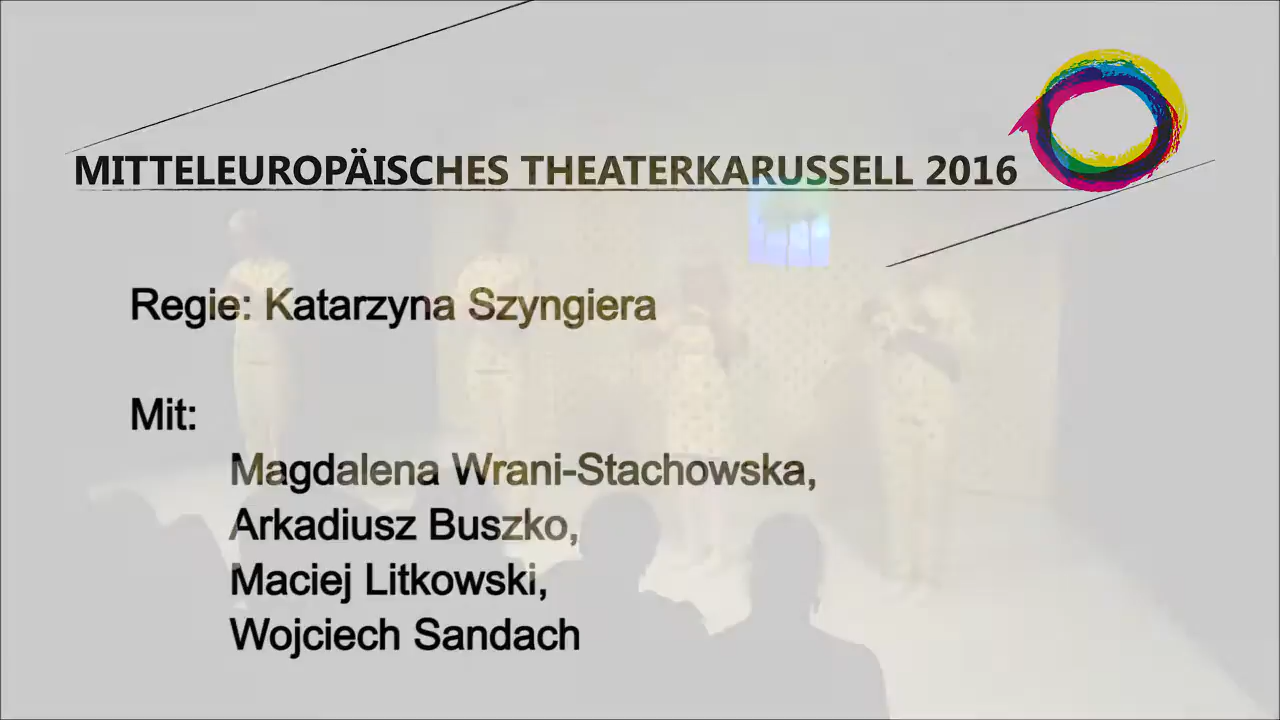 MITTELEUROPÄISCHES THEATERKARUSSELL 2016
Regie: Katarzyna Szyngiera
Mit:
Magdalena Wrani-Stachowska,
Arkadiusz Buszko,
Maciej Litkowski,
Wojciech Sandach